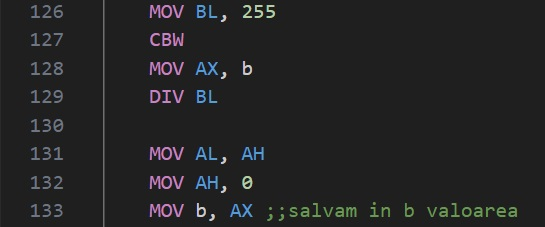 126 MOV BL, 255
127 CBW
128 MOV AX, b
129 DIV BL
130
131 MOV AL, AH
132 MOV AH, 0
133 MOV b, AX ;;salvam in b valoarea